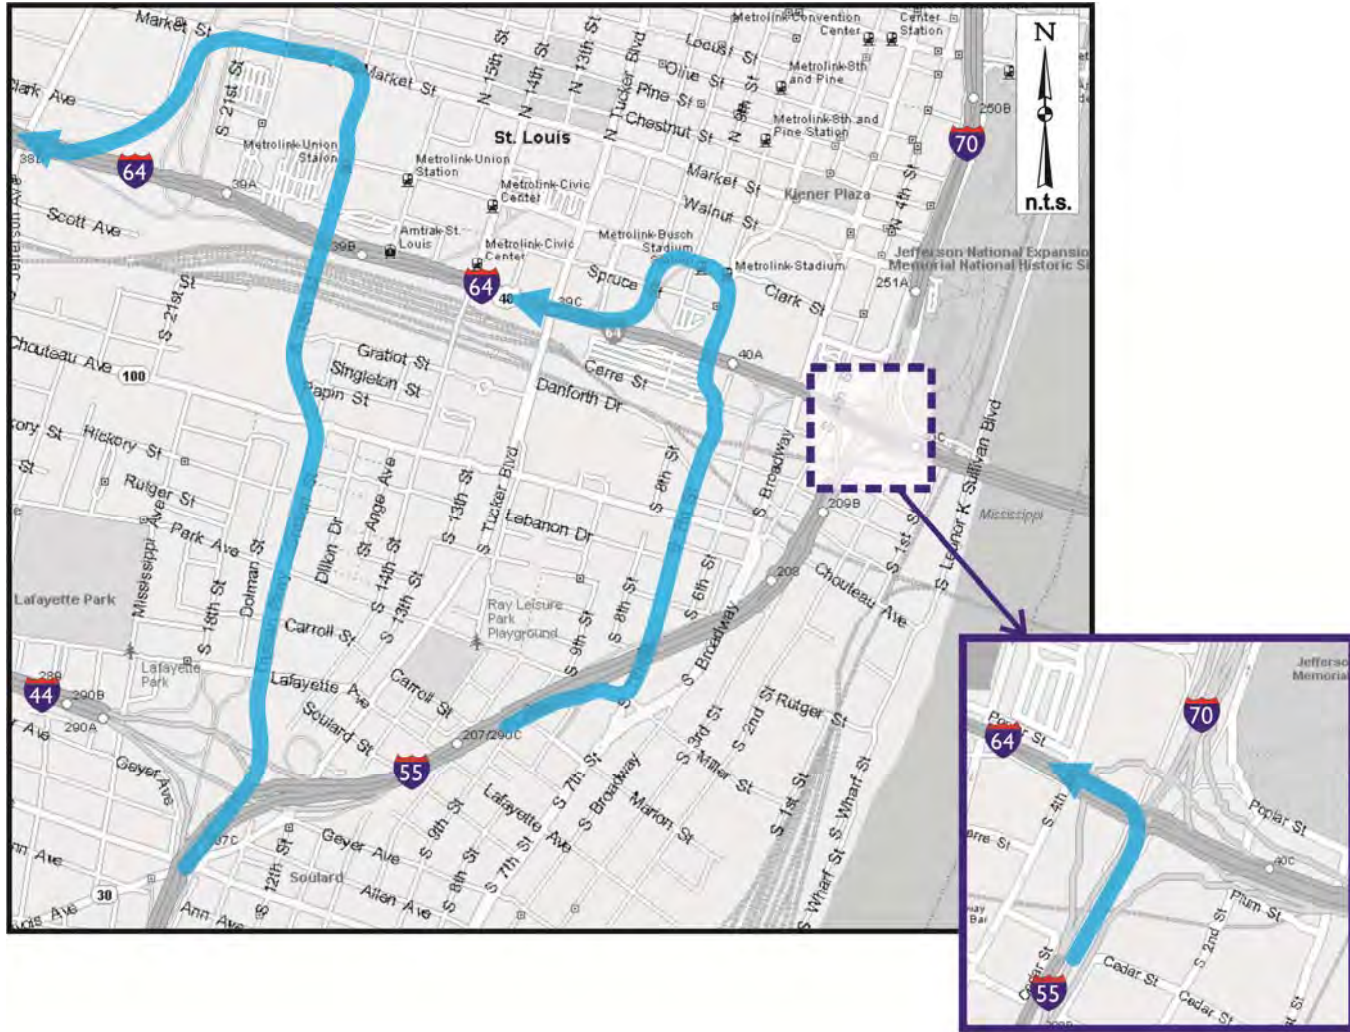 Market St
S 21st St
Market St
Clark Ave
N 15th St
N 14th St
N 13th St
N Tucker Blvd
Locust St
Olive St
Pine St
Chestnut St
Market St
Walnut St
Metrolink-Convention
Center
Center
Station
Metrolink-8th
and Pine
Metrolink-8th and
Pine Station
250B
70
N
n.t.s.
St. Louis
Kiener Plaza
N 4th St
Metrolink-Union
Metrolink-Union
Station
Metrolink-Civic
Center
64
39A
Scott Ave
39B
Amtrak-St.
Louis
Metrolink-Civic
Center
64
40
39C
Metrolink-Busch
Stadium
Metrolink-Stadium
Spruce St
Clark St
Jefferson National Expansion
Memorial National Historic Si
251A
S 21st St
Chouteau Ave
100
Gratiot St
Singleton St
Papin St
Cerre St
Danforth Dr
64
40A
Hickory St
Rutger St
Park Ave
Mississippi Ave
S 18th St
Dolman St
Dillon Dr
St Ange Ave
S 14th St
S 13th St
S 13th St
S Tucker Blvd
Lebanon Dr
S 8th St
S 8th St
S 9th St
S 6th St
S Broadway
S Broadway
209B
208
Chouteau Ave
S 1st St
S Leonor K Sullivan Blvd
Mississippi
Lafayette Park
Lafayette
Park
Carroll St
Carroll St
Ray Leisure
Park
Playground
44
290B
290A
Lafayette Ave
Soulard St
207/290C
55
Geyer Ave
S 7th St
S Broadway
S 3rd St
S 2nd St
Rutger St
Miller St
Marion St
S 1st St
S Wharf St
S Wharf St
Lafayette Ave
S 9th St
S 8th St
S 7th St
Geyer Ave
Allen Ave
Soulard
S 12th St
Ann Ave
30
Jefferso
Memorial
70
Poplar St
64
S 4th St
Poplar St
40C
Plum St
S 2nd St
Cedar St
Cedar St
Cedar St
55